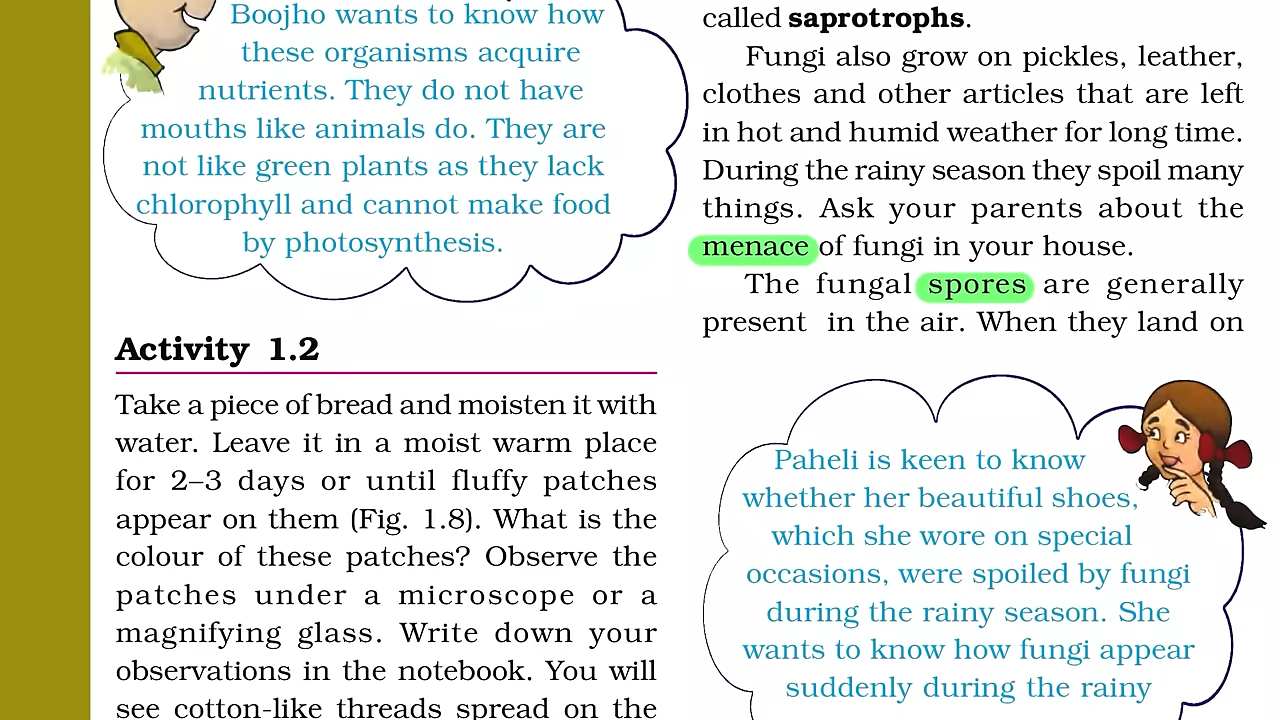 Boojho wants to know how
these organisms acquire
nutrients. They do not have
mouths like animals do. They are
not like green plants as they lack
chlorophyll and cannot make food
by photosynthesis.
Activity 1.2
Take a piece of bread and moisten it with
water. Leave it in a moist warm place
for 2–3 days or until fluffy patches
appear on them (Fig. 1.8). What is the
colour of these patches? Observe the
patches under a microscope or a
magnifying glass. Write down your
observations in the notebook. You will
see cotton-like threads spread on the
called saprotrophs.
Fungi also grow on pickles, leather,
clothes and other articles that are left
in hot and humid weather for long time.
During the rainy season they spoil many
things. Ask your parents about the
menace of fungi in your house.
The fungal spores are generally
present in the air. When they land on
Paheli is keen to know
whether her beautiful shoes,
which she wore on special
occasions, were spoiled by fungi
during the rainy season. She
wants to know how fungi appear
suddenly during the rainy